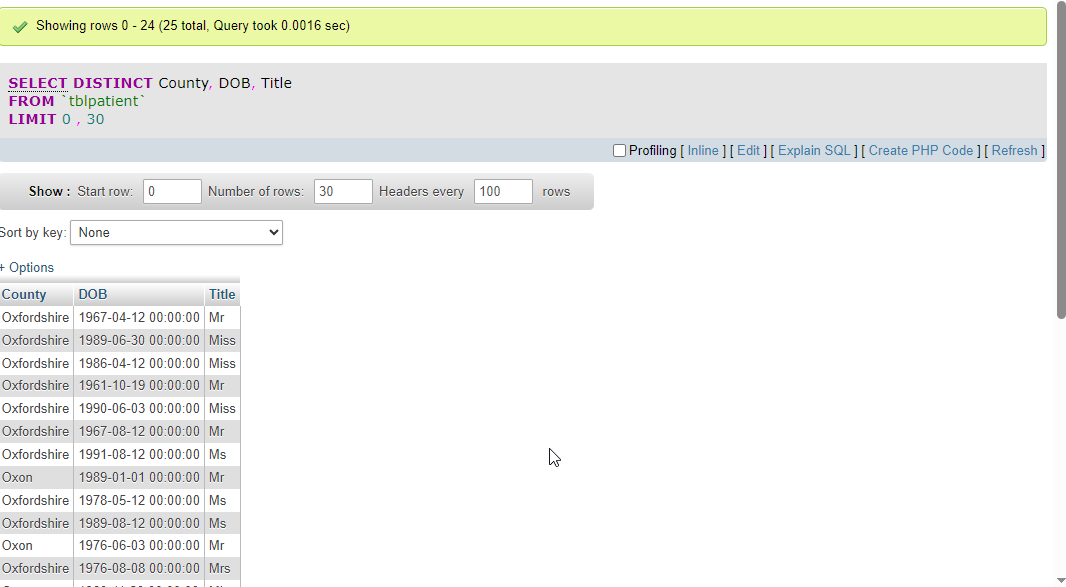 Showing rows 0 - 24 (25 total, Query took 0.0016 sec)
SELECT DISTINCT County, DOB, Title
FROM `tblpatient`
LIMIT 0 , 30
Profiling [ Inline ] [ Edit ] [ Explain SQL ] [ Create PHP Code ] [ Refresh ]
Show : Start row: 0 Number of rows: 30 Headers every 100 rows
Sort by key: None
+ Options
County DOB Title
Oxfordshire 1967-04-12 00:00:00 Mr
Oxfordshire 1989-06-30 00:00:00 Miss
Oxfordshire 1986-04-12 00:00:00 Miss
Oxfordshire 1961-10-19 00:00:00 Mr
Oxfordshire 1990-06-03 00:00:00 Miss
Oxfordshire 1967-08-12 00:00:00 Mr
Oxfordshire 1991-08-12 00:00:00 Ms
Oxon 1989-01-01 00:00:00 Mr
Oxfordshire 1978-05-12 00:00:00 Ms
Oxfordshire 1989-08-12 00:00:00 Ms
Oxon 1976-06-03 00:00:00 Mr
Oxfordshire 1976-08-08 00:00:00 Mrs